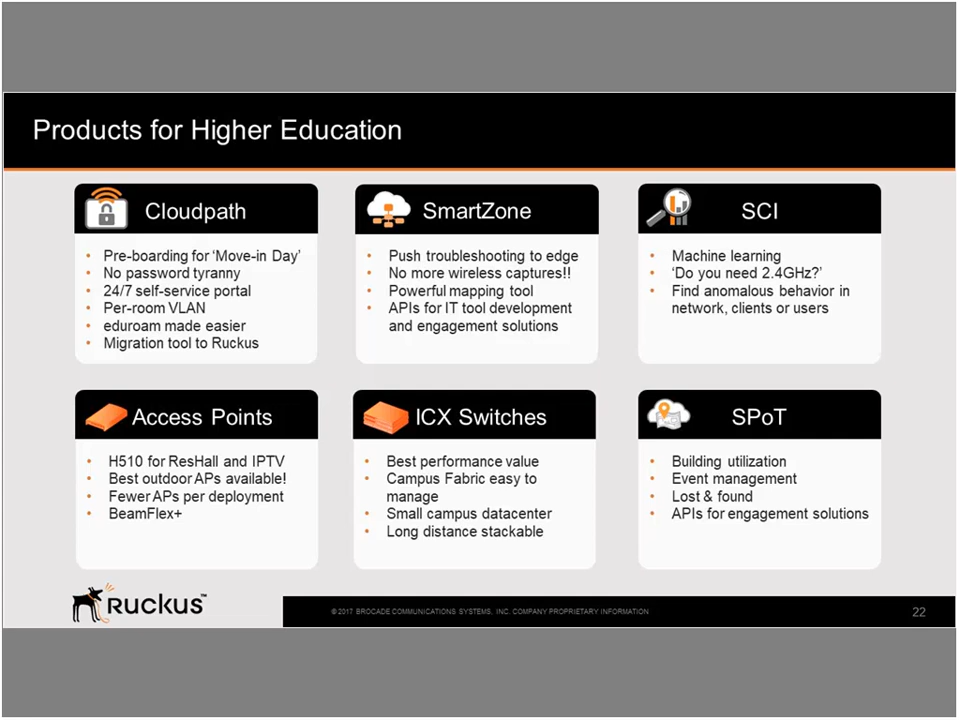 Products for Higher Education
Cloudpath
• Pre-boarding for ‘Move-in Day’
• No password tyranny
• 24/7 self-service portal
• Per-room VLAN
• eduroam made easier
• Migration tool to Ruckus
SmartZone
• Push troubleshooting to edge
• No more wireless captures!!
• Powerful mapping tool
• APIs for IT tool development
and engagement solutions
SCI
• Machine learning
• ‘Do you need 2.4GHz?’
• Find anomalous behavior in
network, clients or users
Access Points
• H510 for ResHall and IPTV
• Best outdoor APs available!
• Fewer APs per deployment
• BeamFlex+
ICX Switches
• Best performance value
• Campus Fabric easy to
manage
• Small campus datacenter
• Long distance stackable
SPoT
• Building utilization
• Event management
• Lost & found
• APIs for engagement solutions
Ruckus™
© 2017 BROCADE COMMUNICATIONS SYSTEMS, INC. COMPANY PROPRIETARY INFORMATION
22